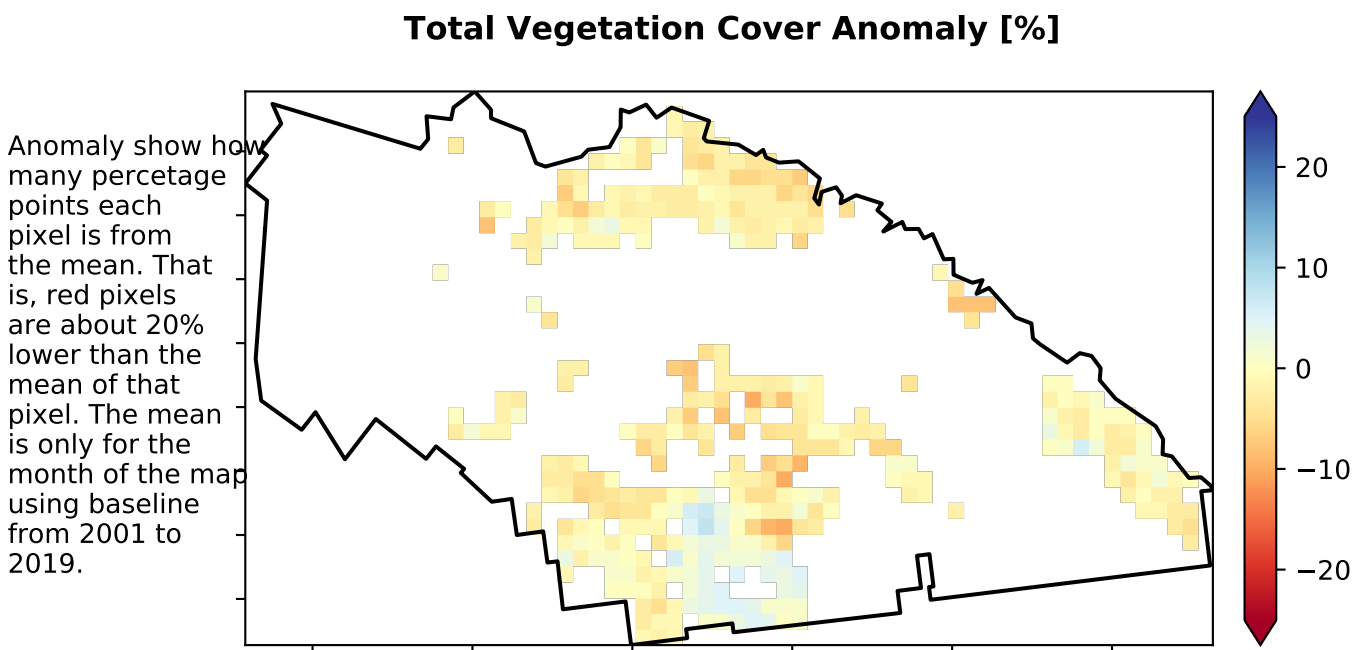 Total Vegetation Cover Anomaly [%]
Anomaly show how
many percetage
points each
pixel is from
the mean. That
is, red pixels
are about 20%
lower than the
mean of that
pixel. The mean
is only for the
month of the map
using baseline
from 2001 to
2019.
20
10
0
−10
−20